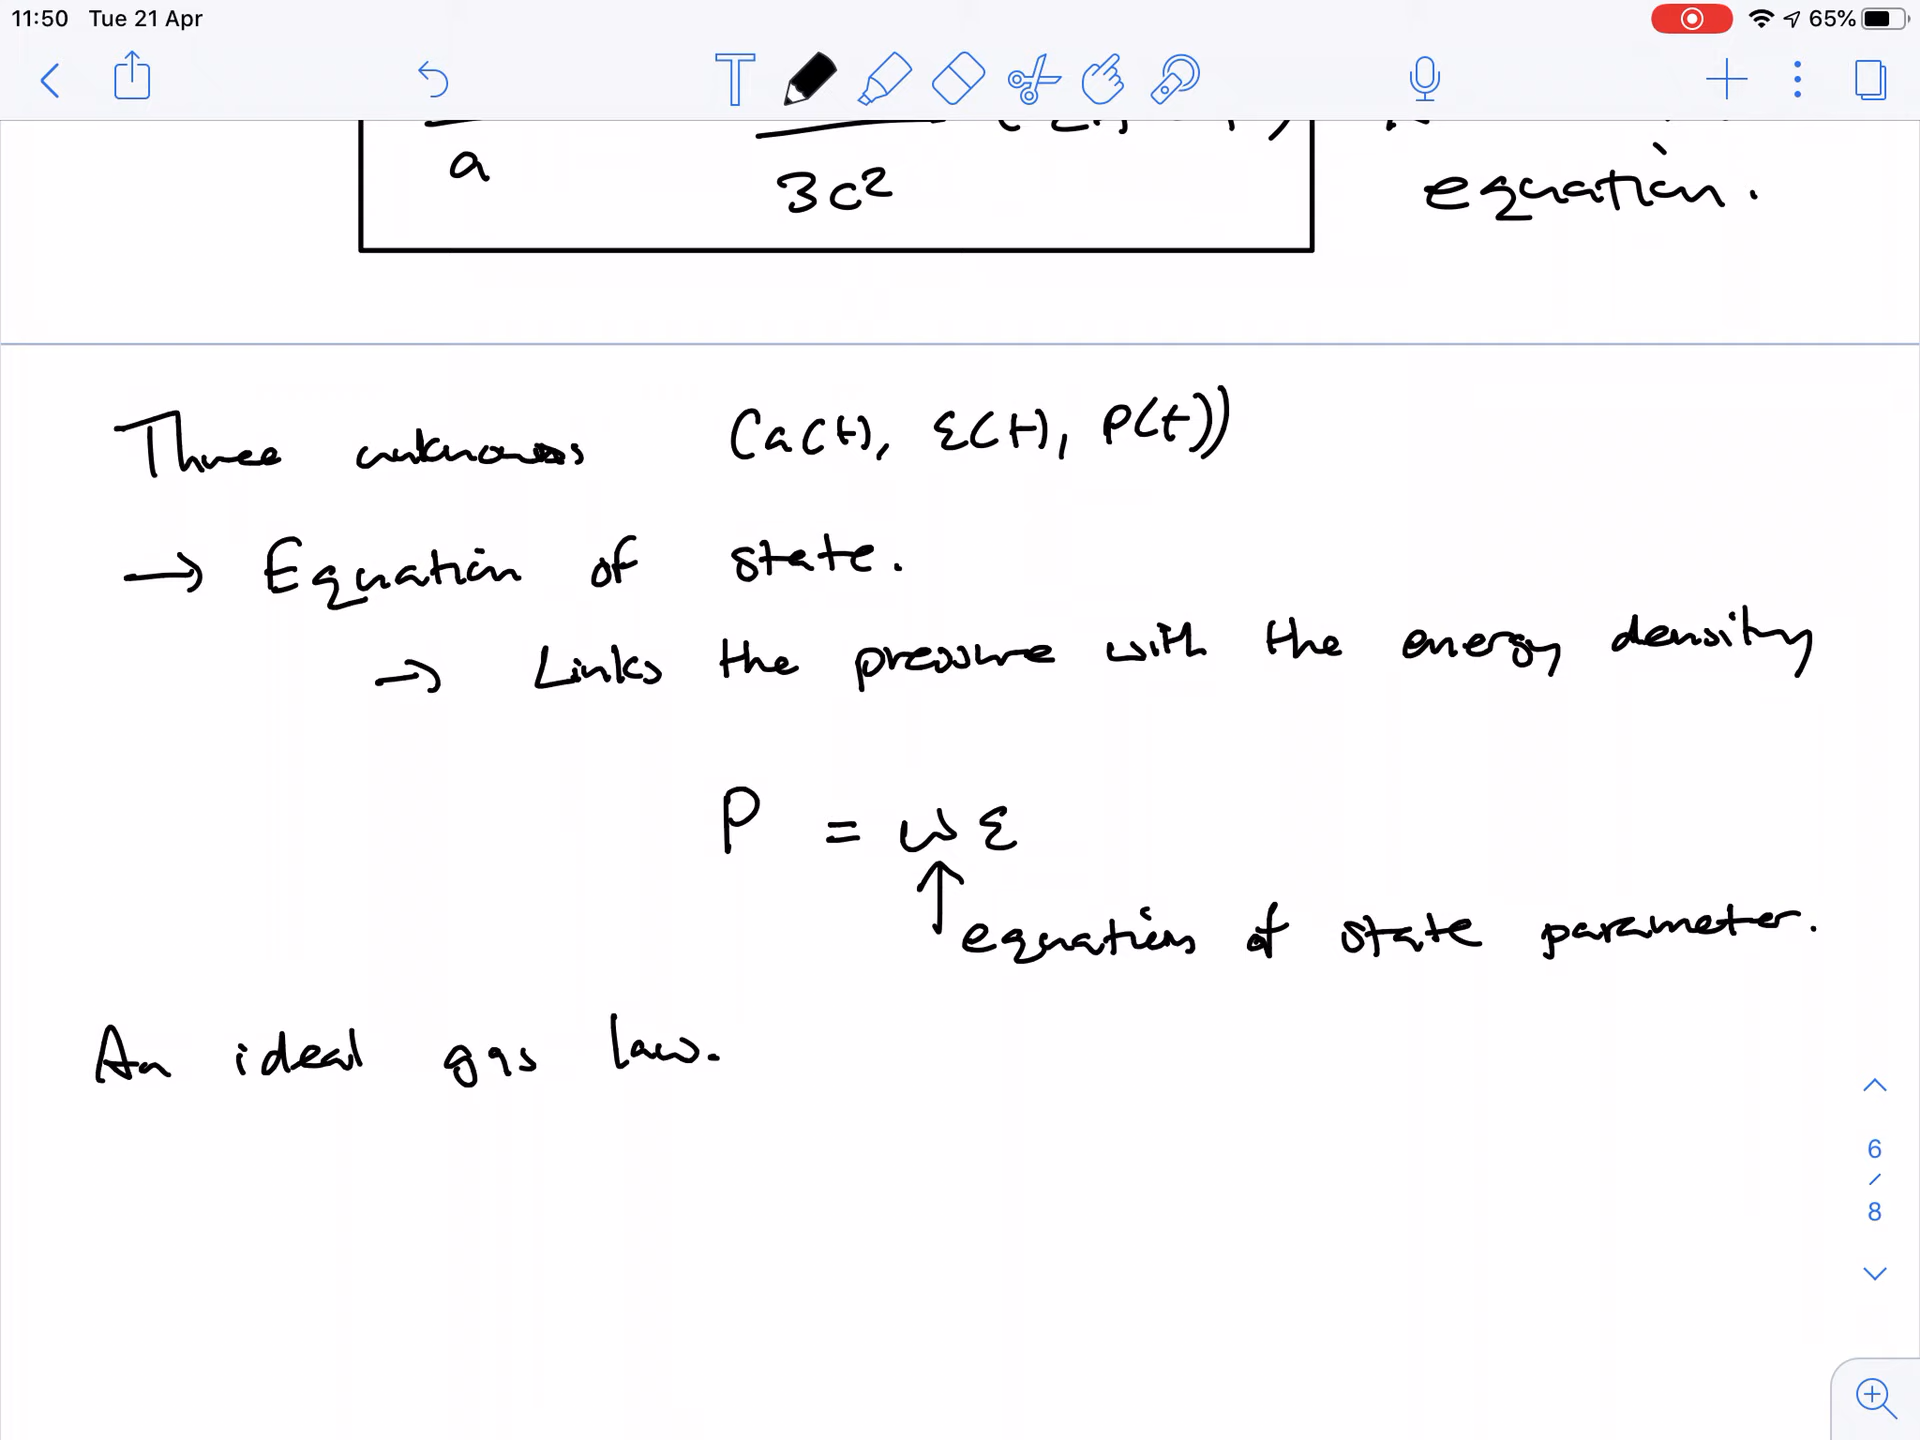 11:50 Tue 21 Apr 65%
a 3c²
equation.
Three unknowns (a(t), ε(t), P(t))
→ Equation of state.
→ Links the pressure with the energy density
P = ωε
↑ equation of state parameter.
An ideal gas law.
6
/
8